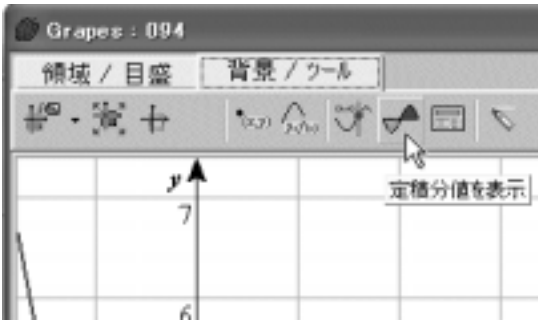 Grapes : 094
領域 / 目盛 背景 / ツール
(x,y) y=f(x)
定積分値を表示
y
7
6